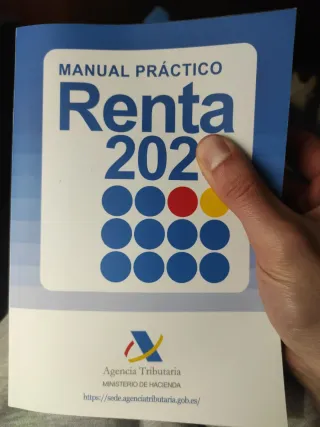 MANUAL PRÁCTICO
Renta
202
Agencia Tributaria
MINISTERIO DE HACIENDA
https://sede.agenciatributaria.gob.es/